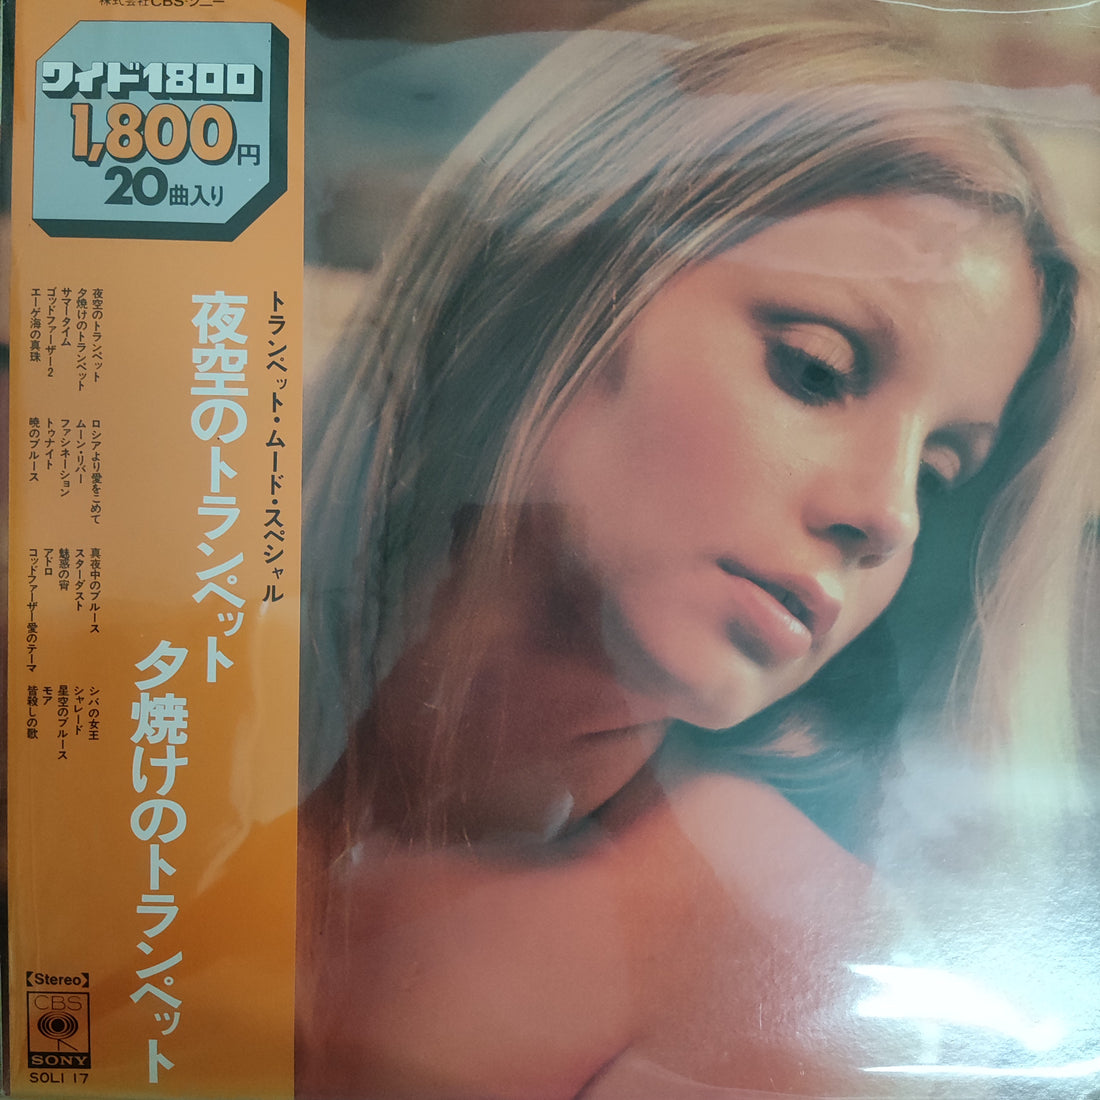 株式会社CBS・ソニー
ワイド1800
1,800円
20曲入り
トランペット・ムード・スペシャル
夜空のトランペット
夕焼けのトランペット
夜空のトランペット
夕焼けのトランペット
サマータイム
ゴッドファーザー2
エーゲ海の真珠
ロシアより愛をこめて
ムーン・リバー
ファシネーション
トゥナイト
暁のブルース
真夜中のブルース
スターダスト
魅惑の宵
アドロ
ゴッドファーザー愛のテーマ
シバの女王
シャレード
星空のブルース
モア
皆殺しの歌
【Stereo】
CBS
SONY
SOLI 17